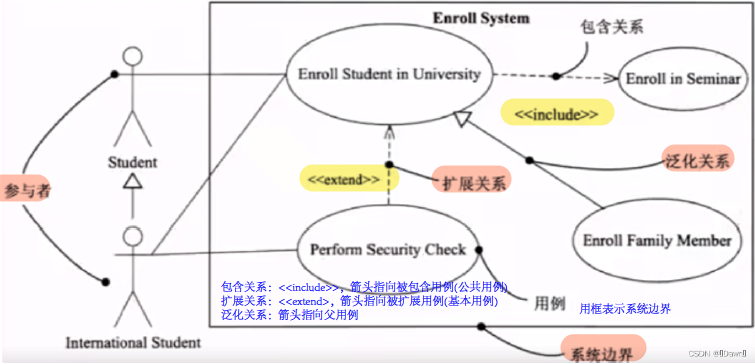 Enroll System
包含关系
Enroll Student in University
Enroll in Seminar
<<include>>
Student
<<extend>>
扩展关系
泛化关系
参与者
Perform Security Check
Enroll Family Member
包含关系：<<include>>，箭头指向被包含用例(公共用例)
扩展关系：<<extend>，箭头指向被扩展用例(基本用例)
泛化关系：箭头指向父用例
用例
用框表示系统边界
International Student
系统边界